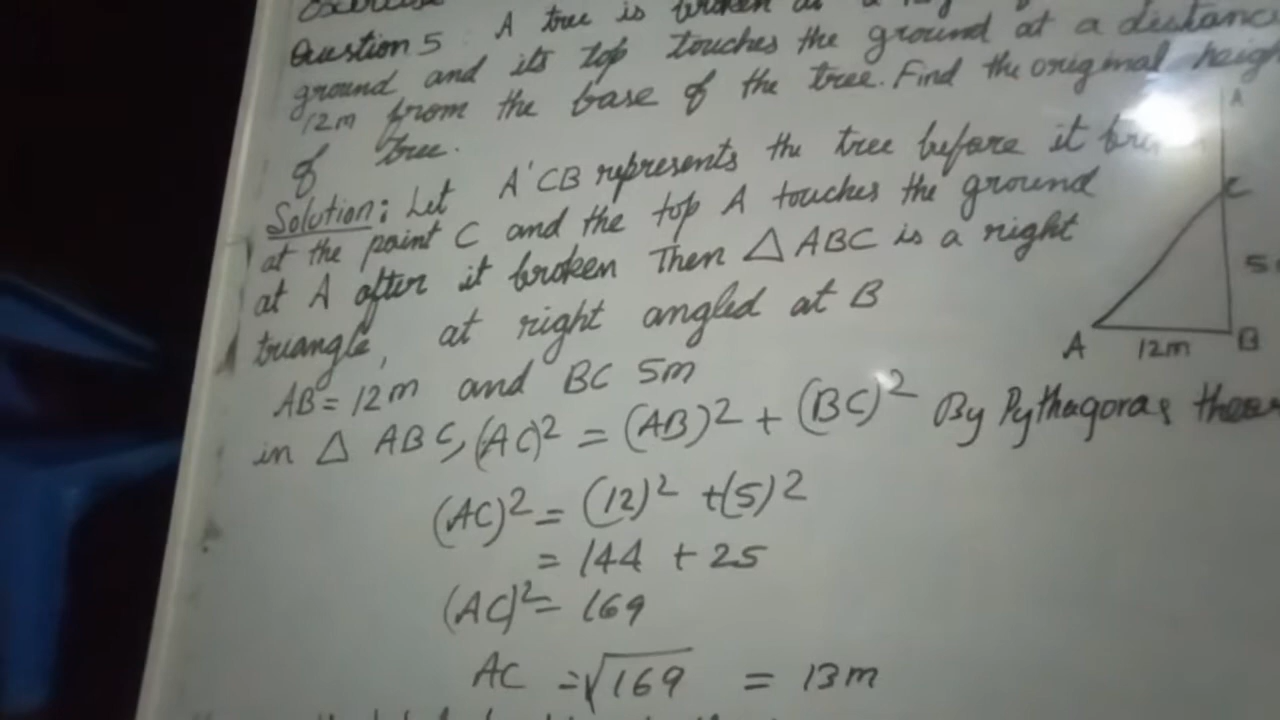 Exercise
Question 5 A tree is broken at a
ground and its top touches the ground at a distanc
12m from the base of the tree. Find the original heigh
of tree.
Solution: Let A'CB represents the tree before it
at the point C and the top A touches the ground
at A after it broken Then △ ABC is a right
triangle, at right angled at B
AB = 12m and BC 5m
in △ ABC, (AC)² = (AB)² + (BC)² By Pythagoras
(AC)² = (12)² + (5)²
= 144 + 25
(AC)² = 169
AC = √169 = 13m
A
C
5
A 12m B